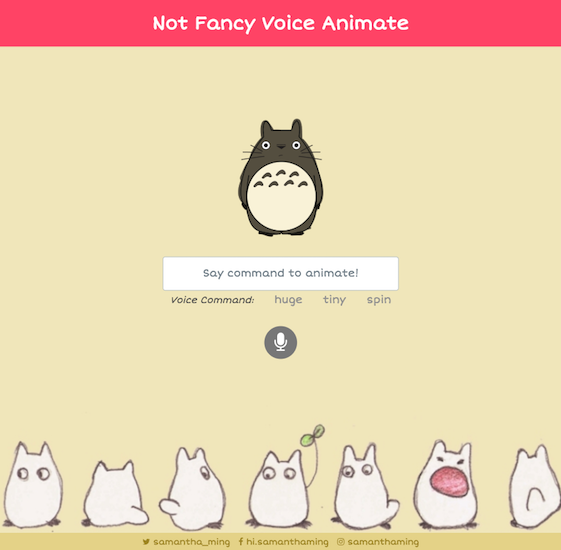 Not Fancy Voice Animate
Say command to animate!
Voice Command: huge tiny spin
samantha_ming hi.samanthaming samanthaming